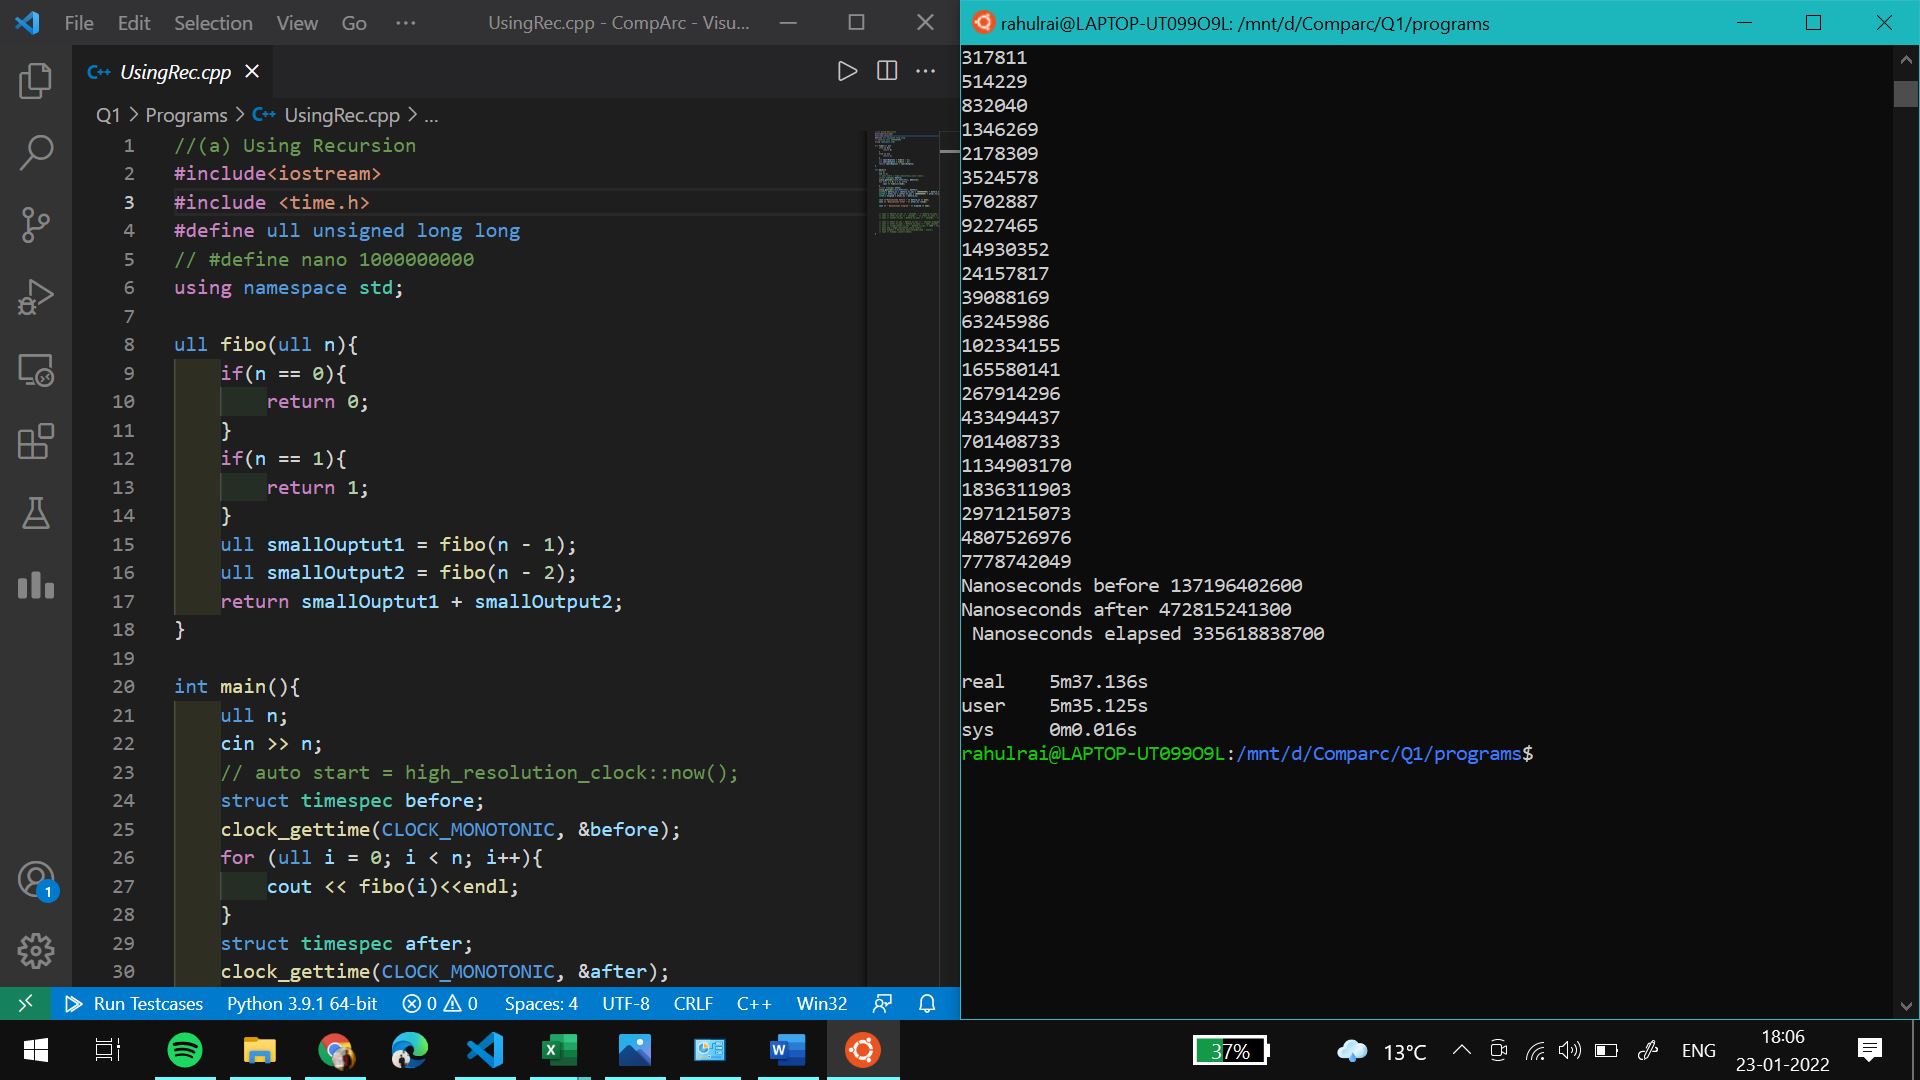 File Edit Selection View Go ··· UsingRec.cpp - CompArc - Visu...
UsingRec.cpp
Q1 > Programs > UsingRec.cpp > ...
1 //(a) Using Recursion
2 #include<iostream>
3 #include <time.h>
4 #define ull unsigned long long
5 // #define nano 1000000000
6 using namespace std;
7
8 ull fibo(ull n){
9 if(n == 0){
10 return 0;
11 }
12 if(n == 1){
13 return 1;
14 }
15 ull smallOuptut1 = fibo(n - 1);
16 ull smallOutput2 = fibo(n - 2);
17 return smallOuptut1 + smallOutput2;
18 }
19
20 int main(){
21 ull n;
22 cin >> n;
23 // auto start = high_resolution_clock::now();
24 struct timespec before;
25 clock_gettime(CLOCK_MONOTONIC, &before);
26 for (ull i = 0; i < n; i++){
27 cout << fibo(i)<<endl;
28 }
29 struct timespec after;
30 clock_gettime(CLOCK_MONOTONIC, &after);
1
Run Testcases Python 3.9.1 64-bit 0 0 Spaces: 4 UTF-8 CRLF C++ Win32
rahulrai@LAPTOP-UT099O9L: /mnt/d/Comparc/Q1/programs
317811
514229
832040
1346269
2178309
3524578
5702887
9227465
14930352
24157817
39088169
63245986
102334155
165580141
267914296
433494437
701408733
1134903170
1836311903
2971215073
4807526976
7778742049
Nanoseconds before 137196402600
Nanoseconds after 472815241300
Nanoseconds elapsed 335618838700
real 5m37.136s
user 5m35.125s
sys 0m0.016s
rahulrai@LAPTOP-UT099O9L:/mnt/d/Comparc/Q1/programs$
37% 13°C ENG 18:06
23-01-2022